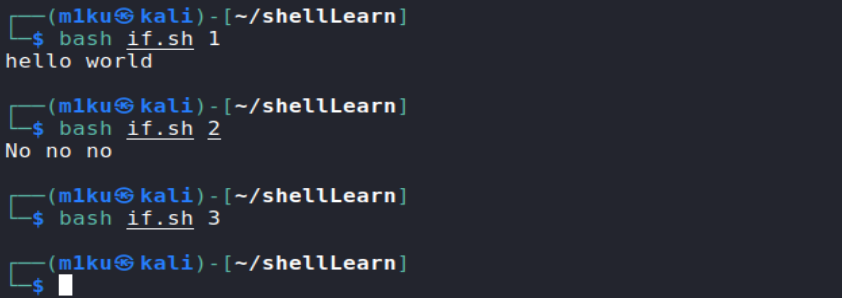 ┌──(m1ku㉿kali)-[~/shellLearn]
└─$ bash if.sh 1
hello world
┌──(m1ku㉿kali)-[~/shellLearn]
└─$ bash if.sh 2
No no no
┌──(m1ku㉿kali)-[~/shellLearn]
└─$ bash if.sh 3
┌──(m1ku㉿kali)-[~/shellLearn]
└─$